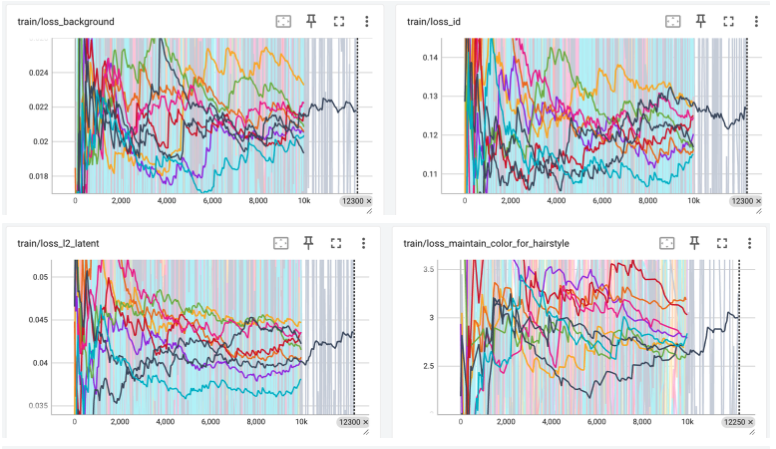 train/loss_background
0.024
0.022
0.02
0.018
0 2,000 4,000 6,000 8,000 10k
12300 ×
train/loss_id
0.14
0.13
0.12
0.11
0 2,000 4,000 6,000 8,000 10k
12300 ×
train/loss_l2_latent
0.05
0.045
0.04
0.035
0 2,000 4,000 6,000 8,000 10k
12300 ×
train/loss_maintain_color_for_hairstyle
3.5
3
2.5
0 2,000 4,000 6,000 8,000 10k
12250 ×